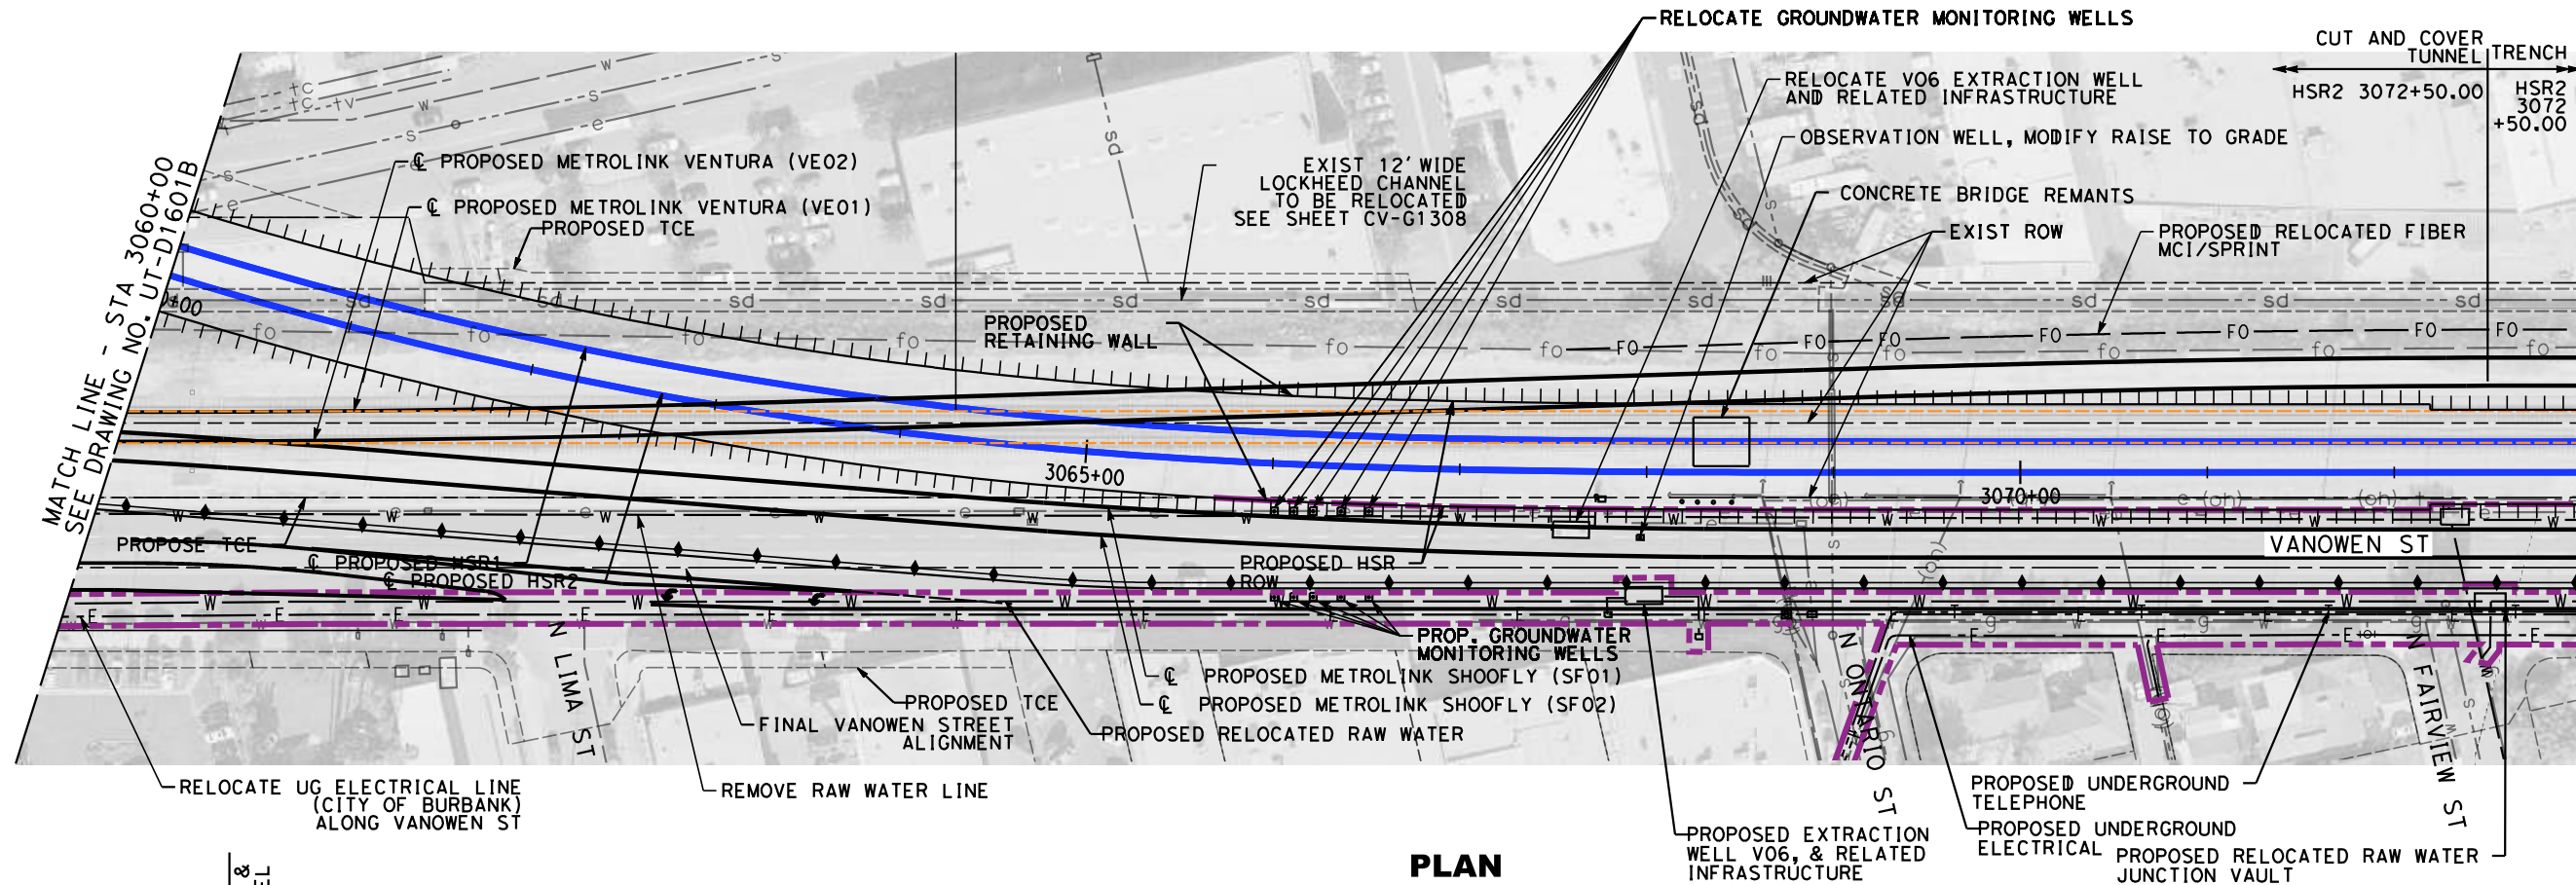 RELOCATE GROUNDWATER MONITORING WELLS
CUT AND COVER
TUNNEL
TRENCH
HSR2 3072+50.00
HSR2
3072
+50.00
RELOCATE V06 EXTRACTION WELL
AND RELATED INFRASTRUCTURE
OBSERVATION WELL, MODIFY RAISE TO GRADE
CONCRETE BRIDGE REMANTS
EXIST ROW
PROPOSED RELOCATED FIBER
MCI/SPRINT
EXIST 12' WIDE
LOCKHEED CHANNEL
TO BE RELOCATED
SEE SHEET CV-G1308
℄ PROPOSED METROLINK VENTURA (VE02)
℄ PROPOSED METROLINK VENTURA (VE01)
PROPOSED TCE
MATCH LINE - STA 3060+00
SEE DRAWING NO. UT-D1601B
PROPOSED
RETAINING WALL
3065+00
3070+00
VANOWEN ST
PROPOSE TCE
℄ PROPOSED HSR1
℄ PROPOSED HSR2
PROPOSED HSR
ROW
PROP. GROUNDWATER
MONITORING WELLS
℄ PROPOSED METROLINK SHOOFLY (SF01)
℄ PROPOSED METROLINK SHOOFLY (SF02)
PROPOSED TCE
FINAL VANOWEN STREET
ALIGNMENT
PROPOSED RELOCATED RAW WATER
REMOVE RAW WATER LINE
RELOCATE UG ELECTRICAL LINE
(CITY OF BURBANK)
ALONG VANOWEN ST
N LIMA ST
N ONTARIO ST
N FAIRVIEW ST
PROPOSED UNDERGROUND
TELEPHONE
PROPOSED UNDERGROUND
ELECTRICAL
PROPOSED RELOCATED RAW WATER
JUNCTION VAULT
PROPOSED EXTRACTION
WELL V06, & RELATED
INFRASTRUCTURE
PLAN